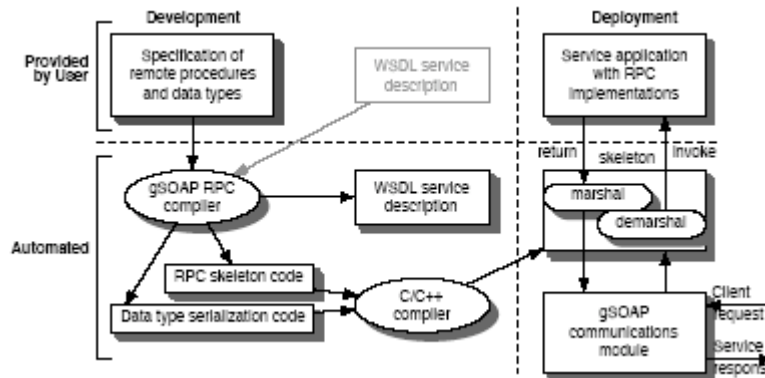 Development
Deployment
Provided
by User
Specification of
remote procedures
and data types
WSDL service
description
Service application
with RPC
implementations
return
skeleton
invoke
Automated
gSOAP RPC
compiler
WSDL service
description
marshal
demarshal
RPC skeleton code
Data type serialization code
C/C++
compiler
gSOAP
communications
module
Client
request
Service
respons